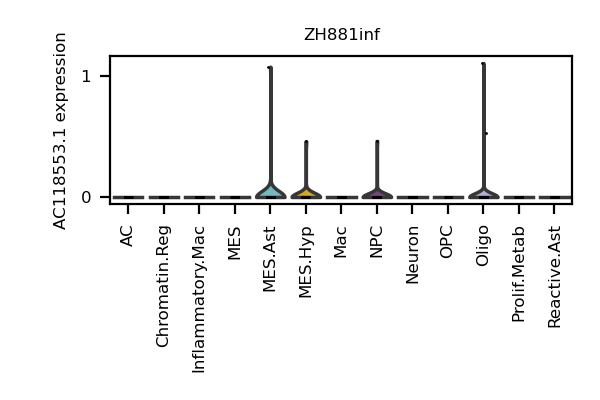 ZH881inf
AC118553.1 expression
1
0
AC
Chromatin.Reg
Inflammatory.Mac
MES
MES.Ast
MES.Hyp
Mac
NPC
Neuron
OPC
Oligo
Prolif.Metab
Reactive.Ast